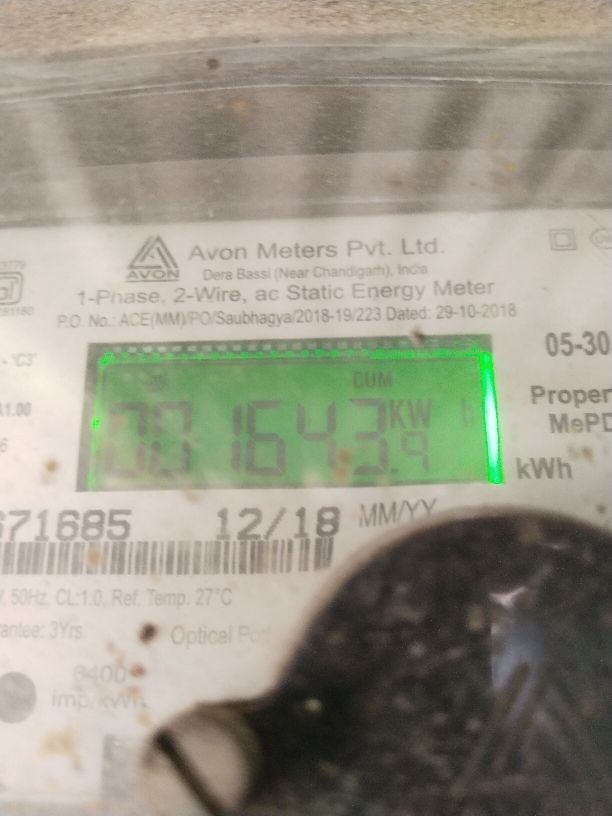 Avon Meters Pvt. Ltd.
AVON
Dera Bassi (Near Chandigarh), India
1-Phase, 2-Wire, ac Static Energy Meter
P.O. No.: ACE(MM)/PO/Saubhagya/2018-19/223 Dated: 29-10-2018
05-30
CUM
001643.9 KW h
kWh
671685 12/18 MM/YY
50Hz, CL:1.0, Ref. Temp. 27°C
3Yrs.
Optical
6400
imp/kWh